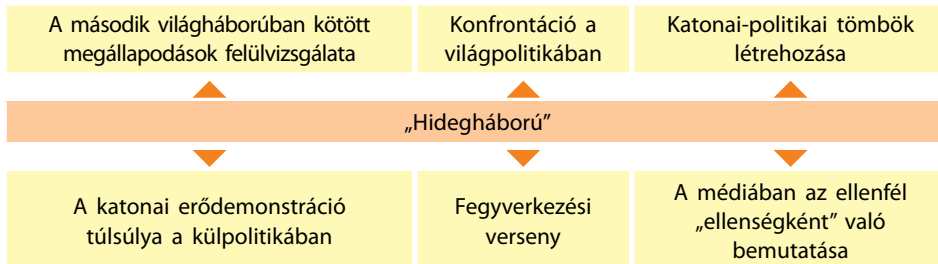 A második világháborúban kötött
megállapodások felülvizsgálata
Konfrontáció a
világpolitikában
Katonai-politikai tömbök
létrehozása
„Hidegháború”
A katonai erődemonstráció
túlsúlya a külpolitikában
Fegyverkezési
verseny
A médiában az ellenfél
„ellenségként” való
bemutatása